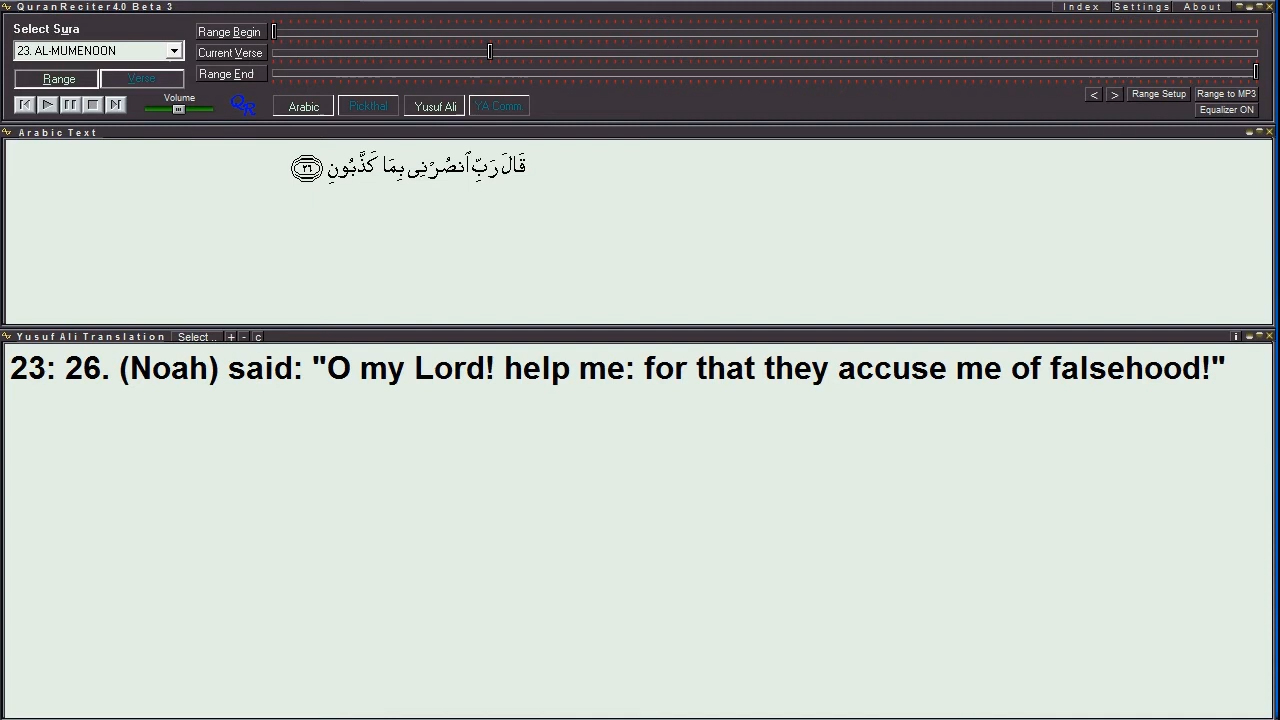 QuranReciter4.0 Beta 3
Index Settings About
Select Sura
Range Begin
23. AL-MUMENOON
Current Verse
Range Verse
Range End
Volume
QR
Arabic Pickthal Yusuf Ali YA Comm.
< > Range Setup Range to MP3
Equalizer ON
Arabic Text
قَالَ رَبِّ ٱنصُرْنِى بِمَا كَذَّبُونِ ٢٦
Yusuf Ali Translation Select .. + - c i
23: 26. (Noah) said: "O my Lord! help me: for that they accuse me of falsehood!"